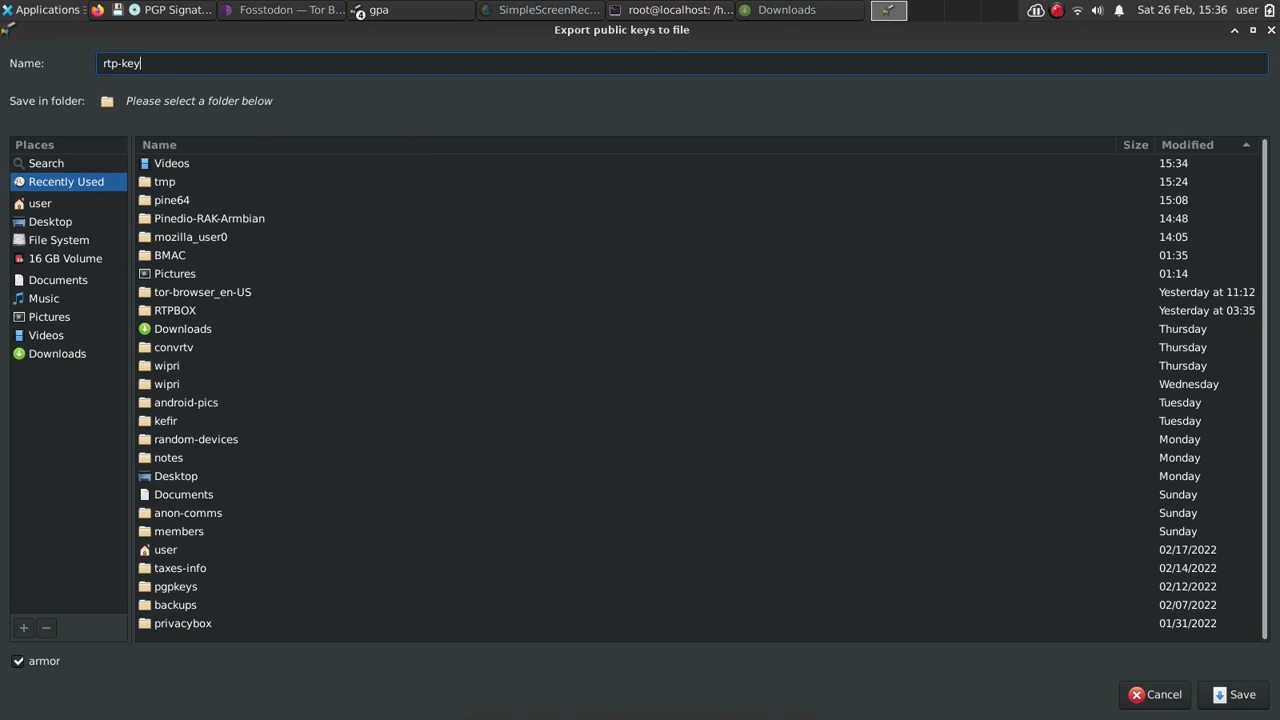 Applications
PGP Signat...
Fosstodon — Tor B...
4 gpa
SimpleScreenRec...
root@localhost: /h...
Downloads
Sat 26 Feb, 15:36 user
Export public keys to file
Name: rtp-key
Save in folder: Please select a folder below
Places Name Size Modified
Search Videos 15:34
Recently Used tmp 15:24
pine64 15:08
user
Desktop Pinedio-RAK-Armbian 14:48
File System mozilla_user0 14:05
16 GB Volume BMAC 01:35
Documents Pictures 01:14
Music tor-browser_en-US Yesterday at 11:12
Pictures RTPBOX Yesterday at 03:35
Videos Downloads Thursday
Downloads convrtv Thursday
wipri Thursday
wipri Wednesday
android-pics Tuesday
kefir Tuesday
random-devices Monday
notes Monday
Desktop Monday
Documents Sunday
anon-comms Sunday
members Sunday
user 02/17/2022
taxes-info 02/14/2022
pgpkeys 02/12/2022
backups 02/07/2022
privacybox 01/31/2022
armor
Cancel Save